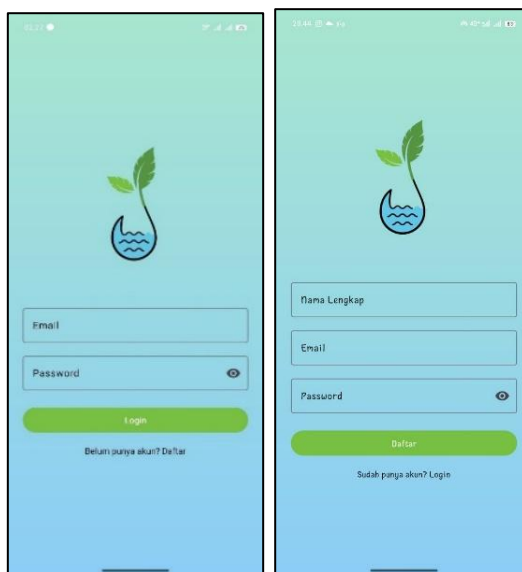 Email
Password
Login
Belum punya akun? Daftar
Nama Lengkap
Email
Password
Daftar
Sudah punya akun? Login